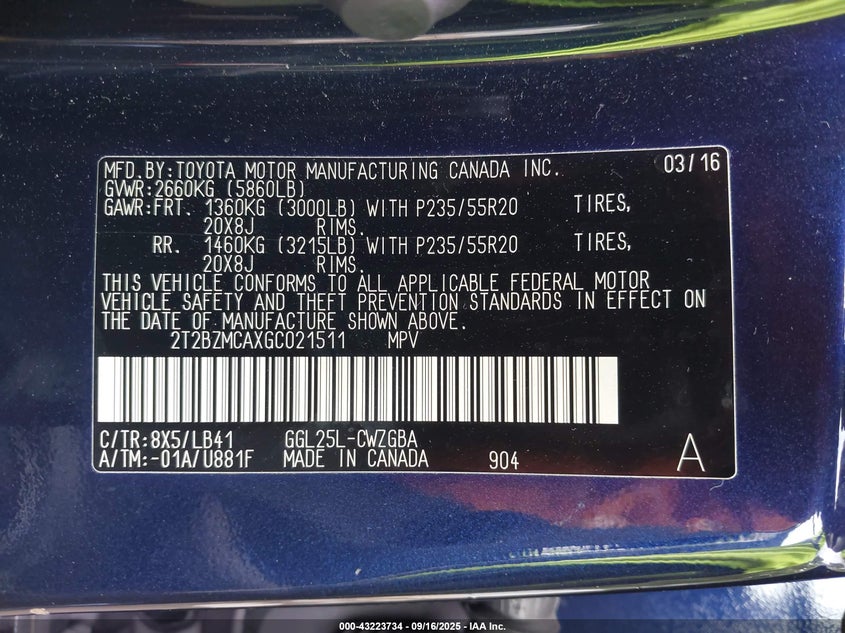 MFD.BY:TOYOTA MOTOR MANUFACTURING CANADA INC. 03/16
GVWR:2660KG (5860LB)
GAWR:FRT. 1360KG (3000LB) WITH P235/55R20 TIRES,
20X8J RIMS.
RR. 1460KG (3215LB) WITH P235/55R20 TIRES,
20X8J RIMS.
THIS VEHICLE CONFORMS TO ALL APPLICABLE FEDERAL MOTOR
VEHICLE SAFETY AND THEFT PREVENTION STANDARDS IN EFFECT ON
THE DATE OF MANUFACTURE SHOWN ABOVE.
2T2BZMCAXGC021511 MPV
C/TR:8X5/LB41 GGL25L-CWZGBA
A/TM:-01A/U881F MADE IN CANADA 904 A
000-43223734 - 09/16/2025 - IAA Inc.